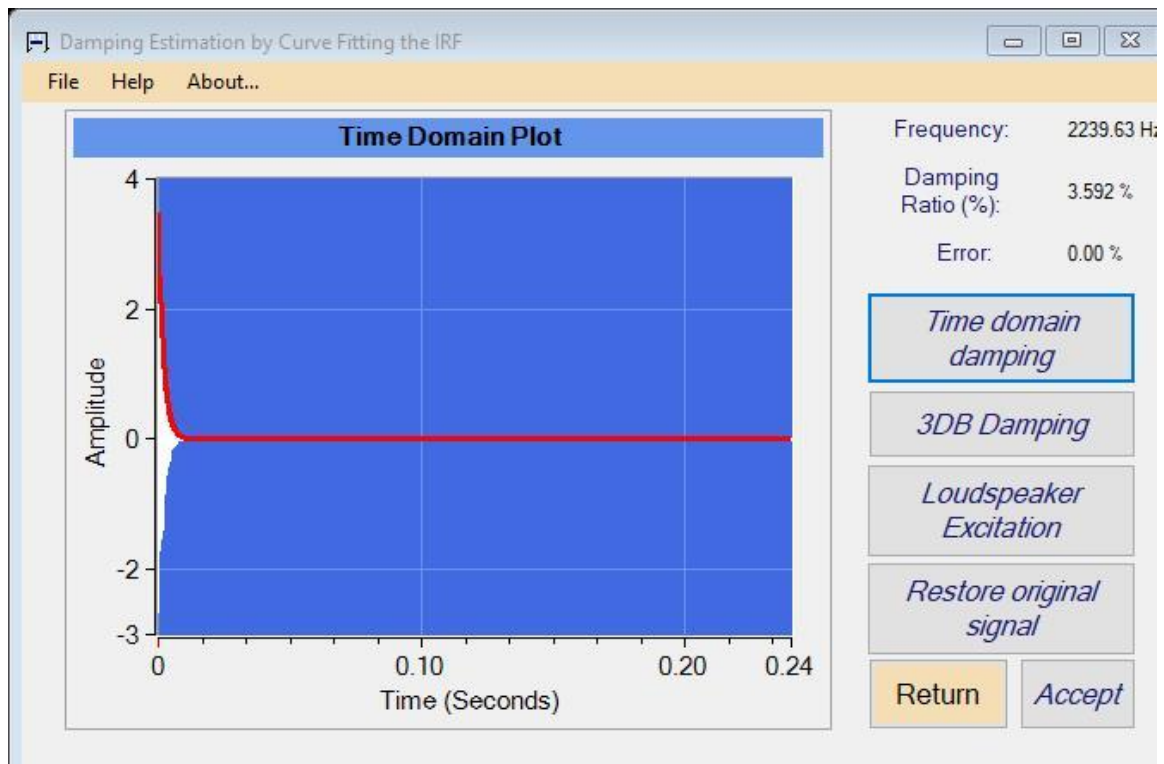 Damping Estimation by Curve Fitting the IRF
File Help About...
Time Domain Plot
Frequency: 2239.63 Hz
Damping
Ratio (%): 3.592 %
Error: 0.00 %
4
2
0
-2
-3
Amplitude
0 0.10 0.20 0.24
Time (Seconds)
Time domain
damping
3DB Damping
Loudspeaker
Excitation
Restore original
signal
Return Accept